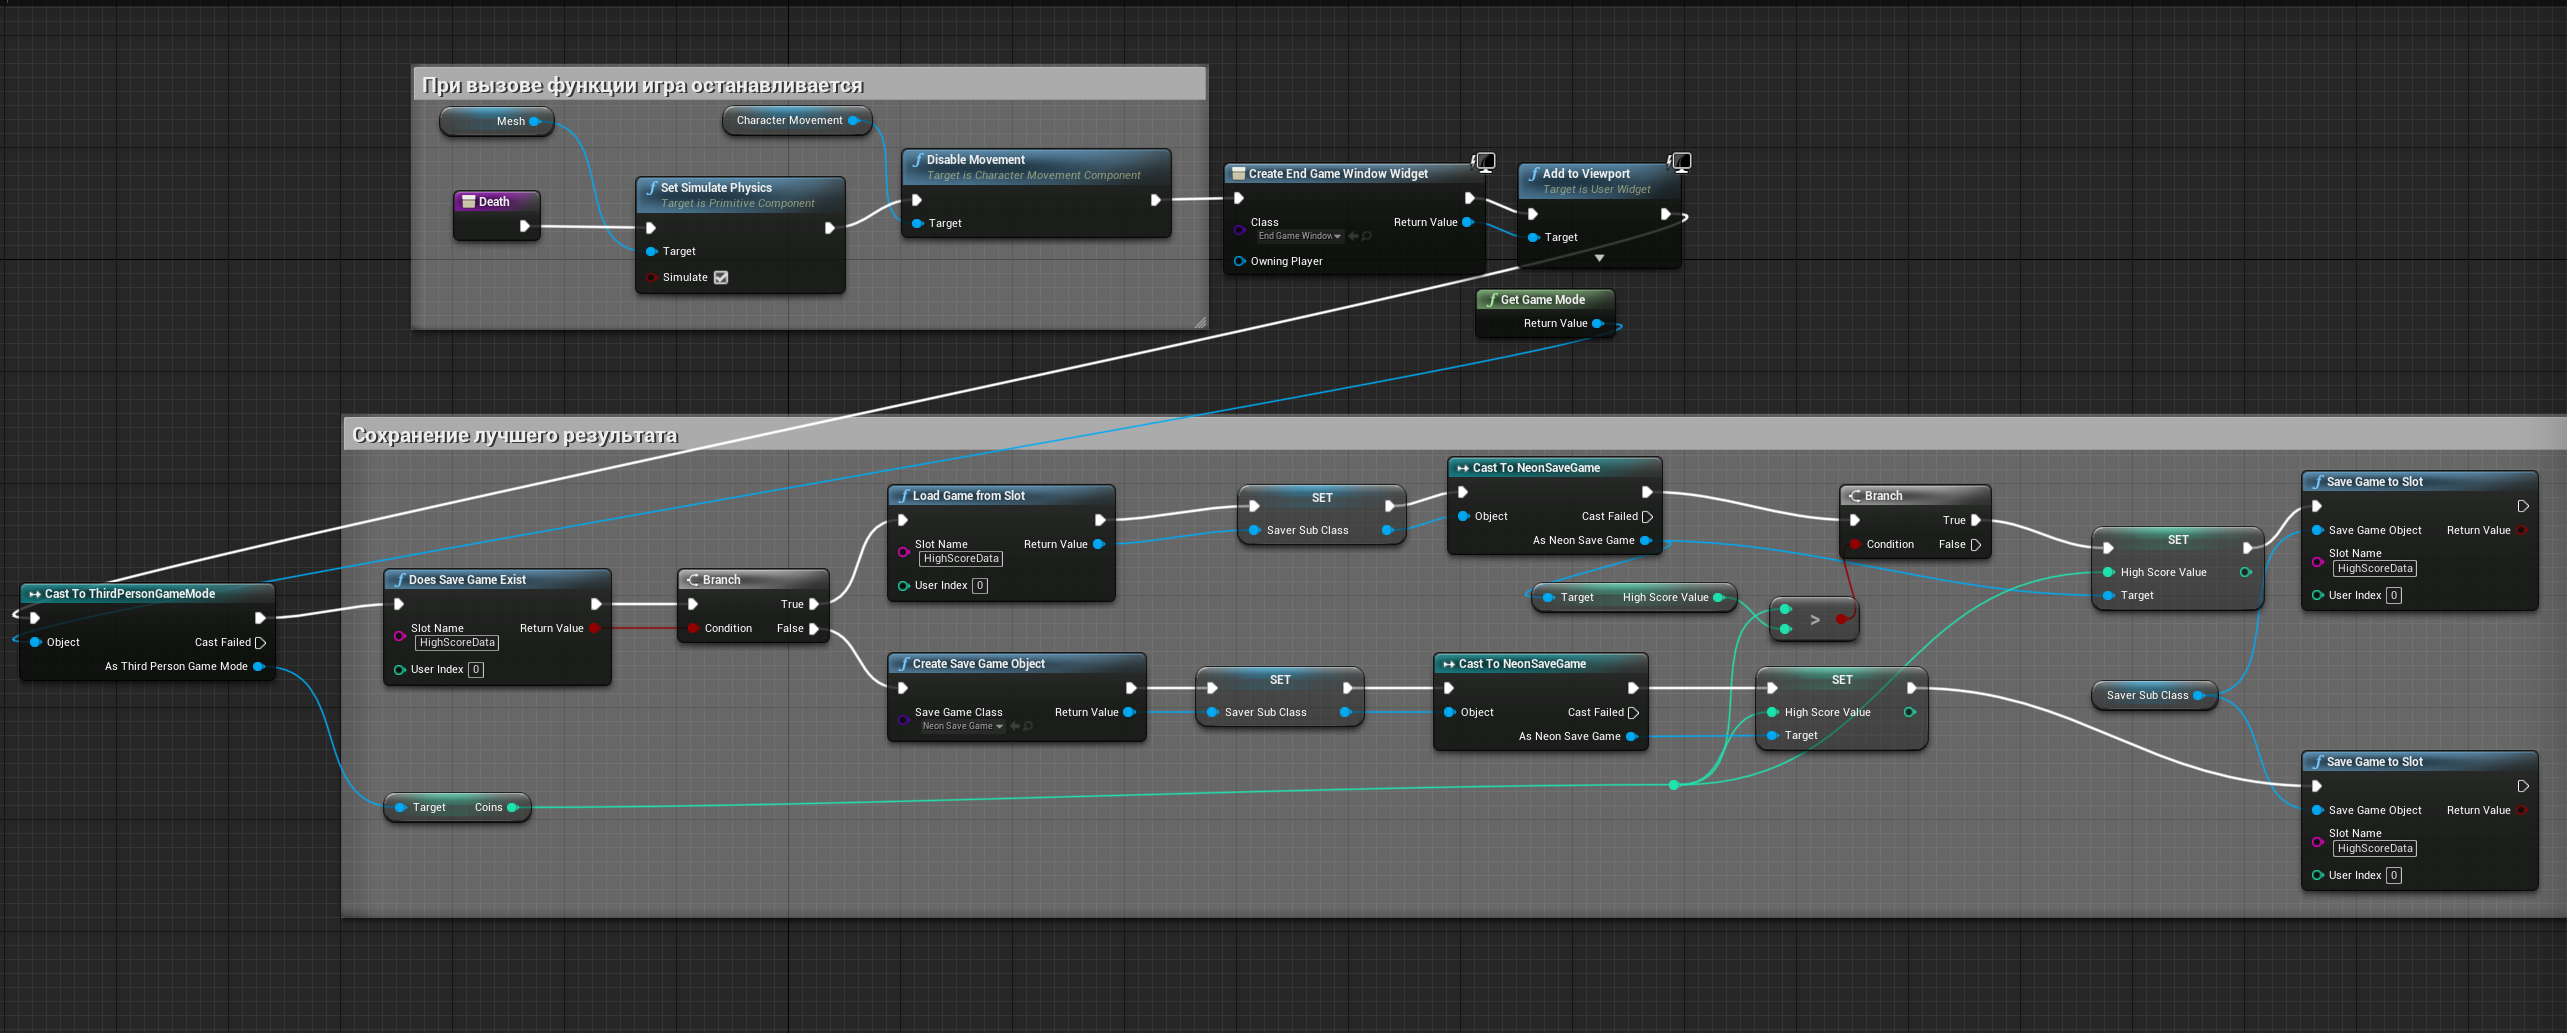 При вызове функции игра останавливается
Mesh
Character Movement
Death
Set Simulate Physics
Target is Primitive Component
Target
Simulate
Disable Movement
Target is Character Movement Component
Target
Create End Game Window Widget
Class
End Game Window
Return Value
Owning Player
Add to Viewport
Target is User Widget
Target
Get Game Mode
Return Value
Сохранение лучшего результата
Cast To ThirdPersonGameMode
Object
Cast Failed
As Third Person Game Mode
Does Save Game Exist
Slot Name
HighScoreData
Return Value
User Index 0
Branch
True
Condition
False
Load Game from Slot
Slot Name
HighScoreData
Return Value
User Index 0
SET
Saver Sub Class
Cast To NeonSaveGame
Object
Cast Failed
As Neon Save Game
Target High Score Value
>
Branch
True
Condition
False
SET
High Score Value
Target
Save Game to Slot
Save Game Object
Return Value
Slot Name
HighScoreData
User Index 0
Create Save Game Object
Save Game Class
Neon Save Game
Return Value
SET
Saver Sub Class
Cast To NeonSaveGame
Object
Cast Failed
As Neon Save Game
SET
High Score Value
Target
Saver Sub Class
Target Coins
Save Game to Slot
Save Game Object
Return Value
Slot Name
HighScoreData
User Index 0